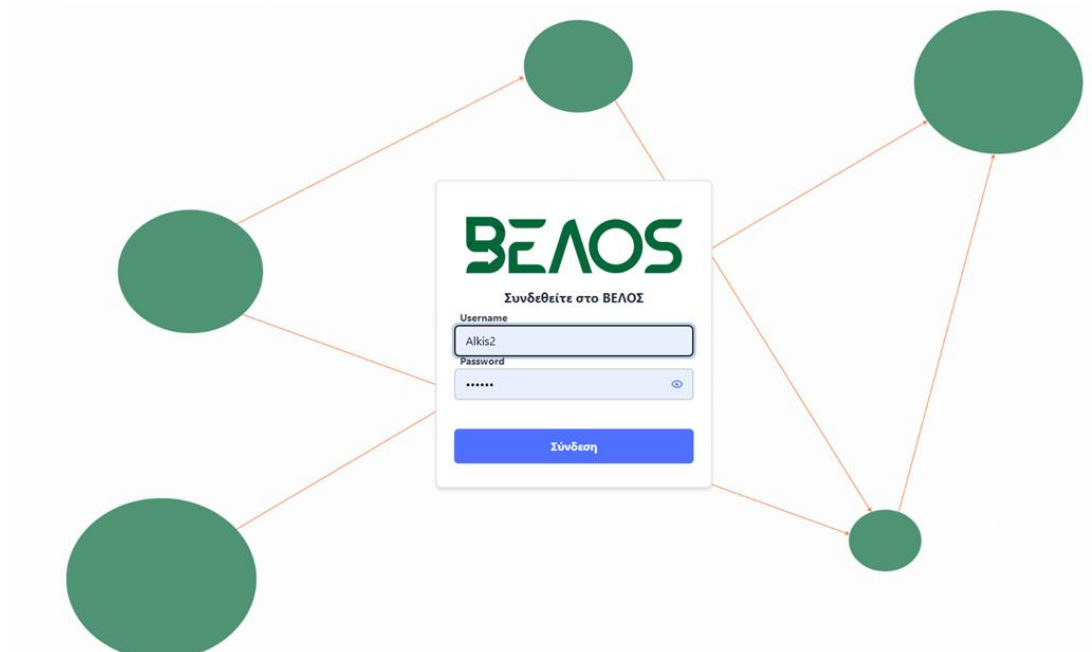 ΒΕΛΟΣ
Συνδεθείτε στο ΒΕΛΟΣ
Username
Alkis2
Password
••••••
Σύνδεση